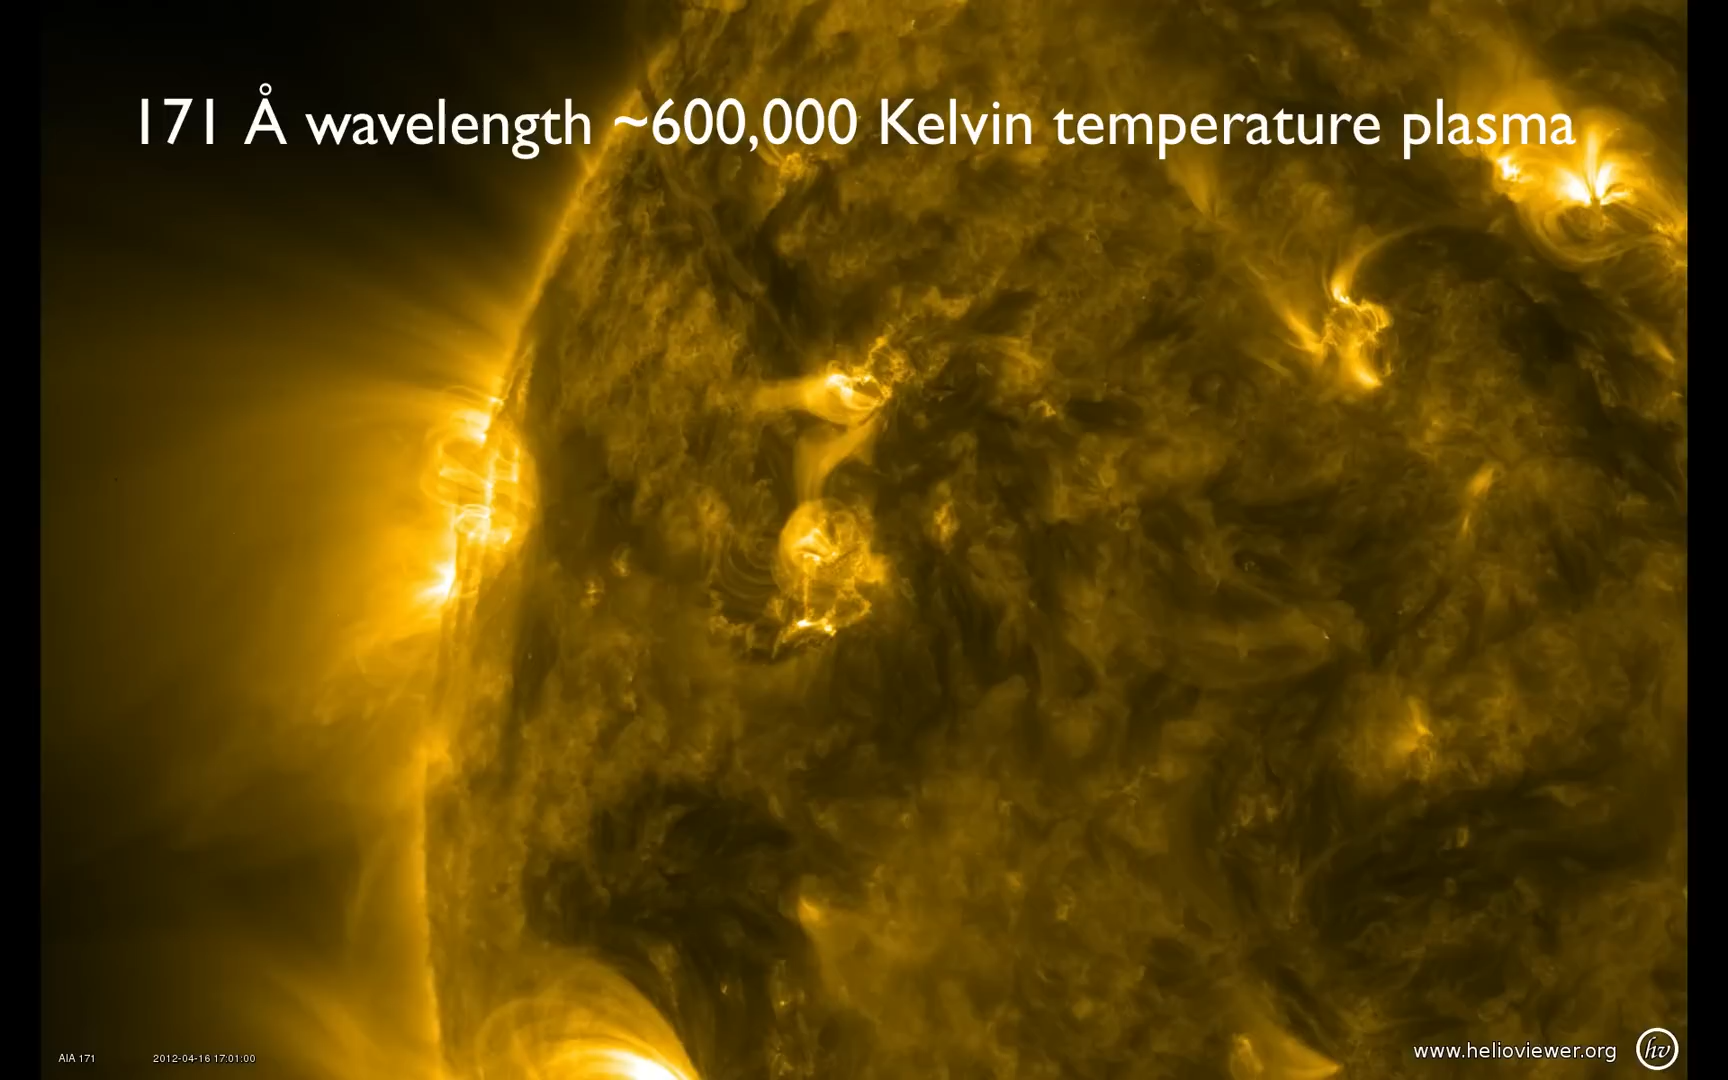 171 Å wavelength ~600,000 Kelvin temperature plasma
AIA 171 2012-04-16 17:01:00
www.helioviewer.org hv